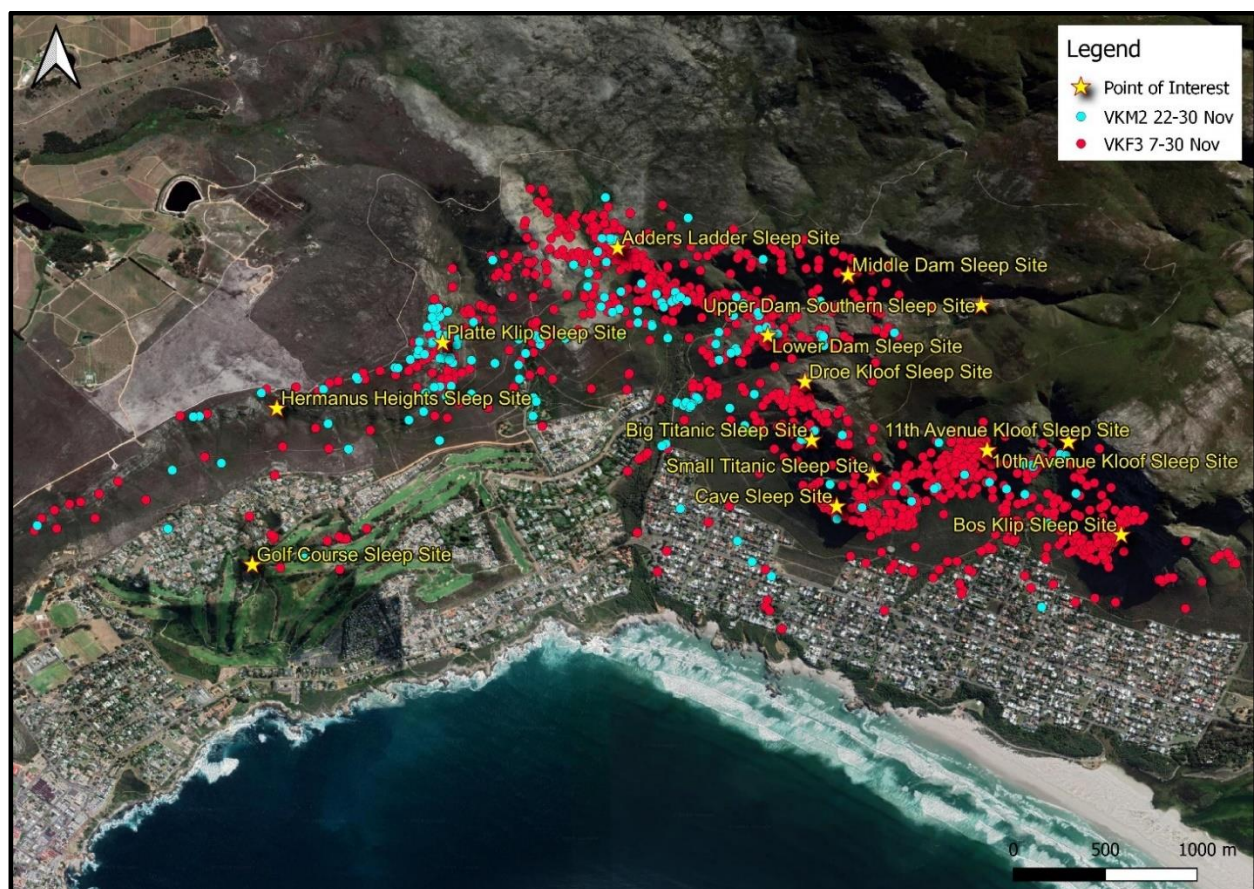 Legend
Point of Interest
VKM2 22-30 Nov
VKF3 7-30 Nov
Adders Ladder Sleep Site
Middle Dam Sleep Site
Upper Dam Southern Sleep Site
Platte Klip Sleep Site
Lower Dam Sleep Site
Droe Kloof Sleep Site
Hermanus Heights Sleep Site
Big Titanic Sleep Site
11th Avenue Kloof Sleep Site
Small Titanic Sleep Site
10th Avenue Kloof Sleep Site
Cave Sleep Site
Bos Klip Sleep Site
Golf Course Sleep Site
0 500 1000 m